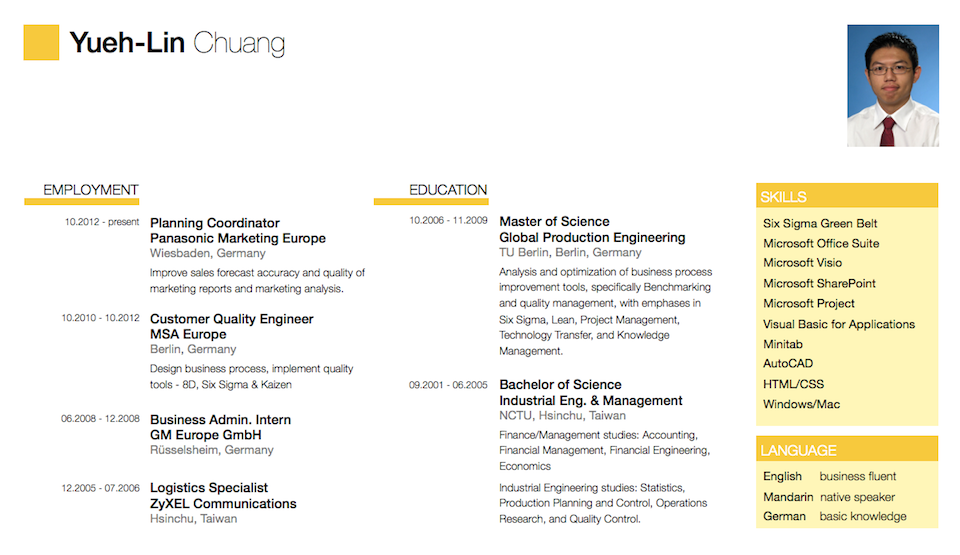 Yueh-Lin Chuang
EMPLOYMENT
10.2012 - present
Planning Coordinator
Panasonic Marketing Europe
Wiesbaden, Germany
Improve sales forecast accuracy and quality of
marketing reports and marketing analysis.
10.2010 - 10.2012
Customer Quality Engineer
MSA Europe
Berlin, Germany
Design business process, implement quality
tools - 8D, Six Sigma & Kaizen
06.2008 - 12.2008
Business Admin. Intern
GM Europe GmbH
Rüsselsheim, Germany
12.2005 - 07.2006
Logistics Specialist
ZyXEL Communications
Hsinchu, Taiwan
EDUCATION
10.2006 - 11.2009
Master of Science
Global Production Engineering
TU Berlin, Berlin, Germany
Analysis and optimization of business process
improvement tools, specifically Benchmarking
and quality management, with emphases in
Six Sigma, Lean, Project Management,
Technology Transfer, and Knowledge
Management.
09.2001 - 06.2005
Bachelor of Science
Industrial Eng. & Management
NCTU, Hsinchu, Taiwan
Finance/Management studies: Accounting,
Financial Management, Financial Engineering,
Economics
Industrial Engineering studies: Statistics,
Production Planning and Control, Operations
Research, and Quality Control.
SKILLS
Six Sigma Green Belt
Microsoft Office Suite
Microsoft Visio
Microsoft SharePoint
Microsoft Project
Visual Basic for Applications
Minitab
AutoCAD
HTML/CSS
Windows/Mac
LANGUAGE
English business fluent
Mandarin native speaker
German basic knowledge